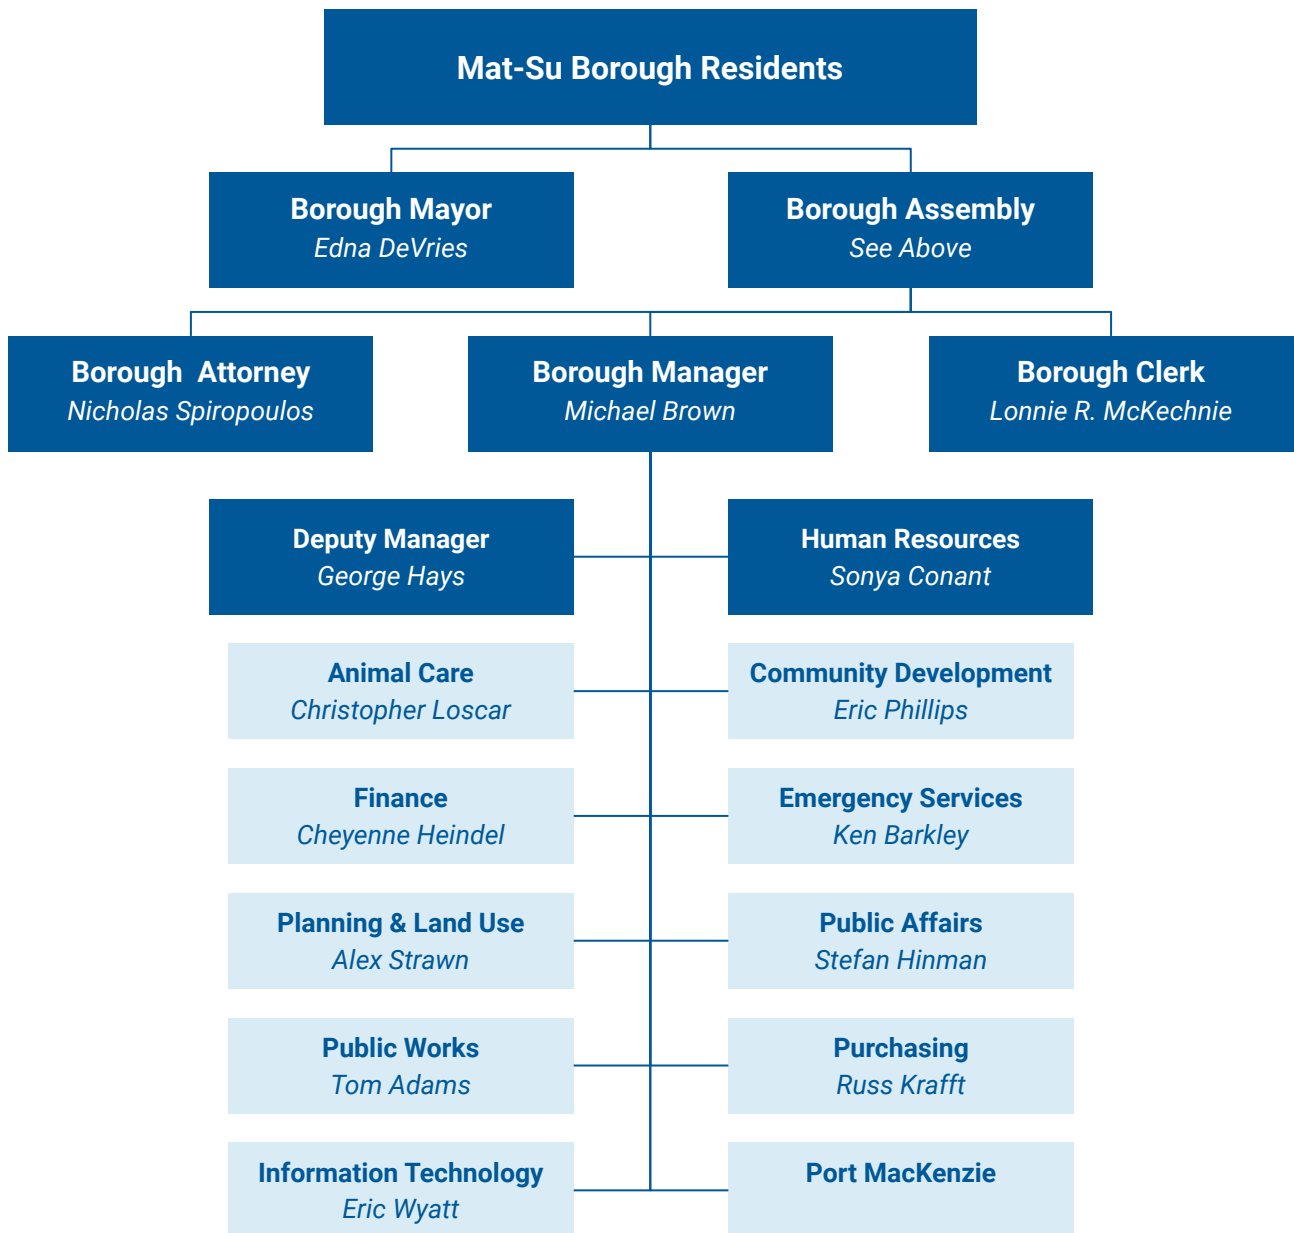 Mat-Su Borough Residents
Borough Mayor
Edna DeVries
Borough Assembly
See Above
Borough  Attorney
Nicholas Spiropoulos
Borough Manager
Michael Brown
Borough Clerk
Lonnie R. McKechnie
Deputy Manager
George Hays
Human Resources
Sonya Conant
Animal Care
Christopher Loscar
Community Development
Eric Phillips
Finance
Cheyenne Heindel
Emergency Services
Ken Barkley
Planning & Land Use
Alex Strawn
Public Affairs
Stefan Hinman
Public Works
Tom Adams
Purchasing
Russ Krafft
Information Technology
Eric Wyatt
Port MacKenzie